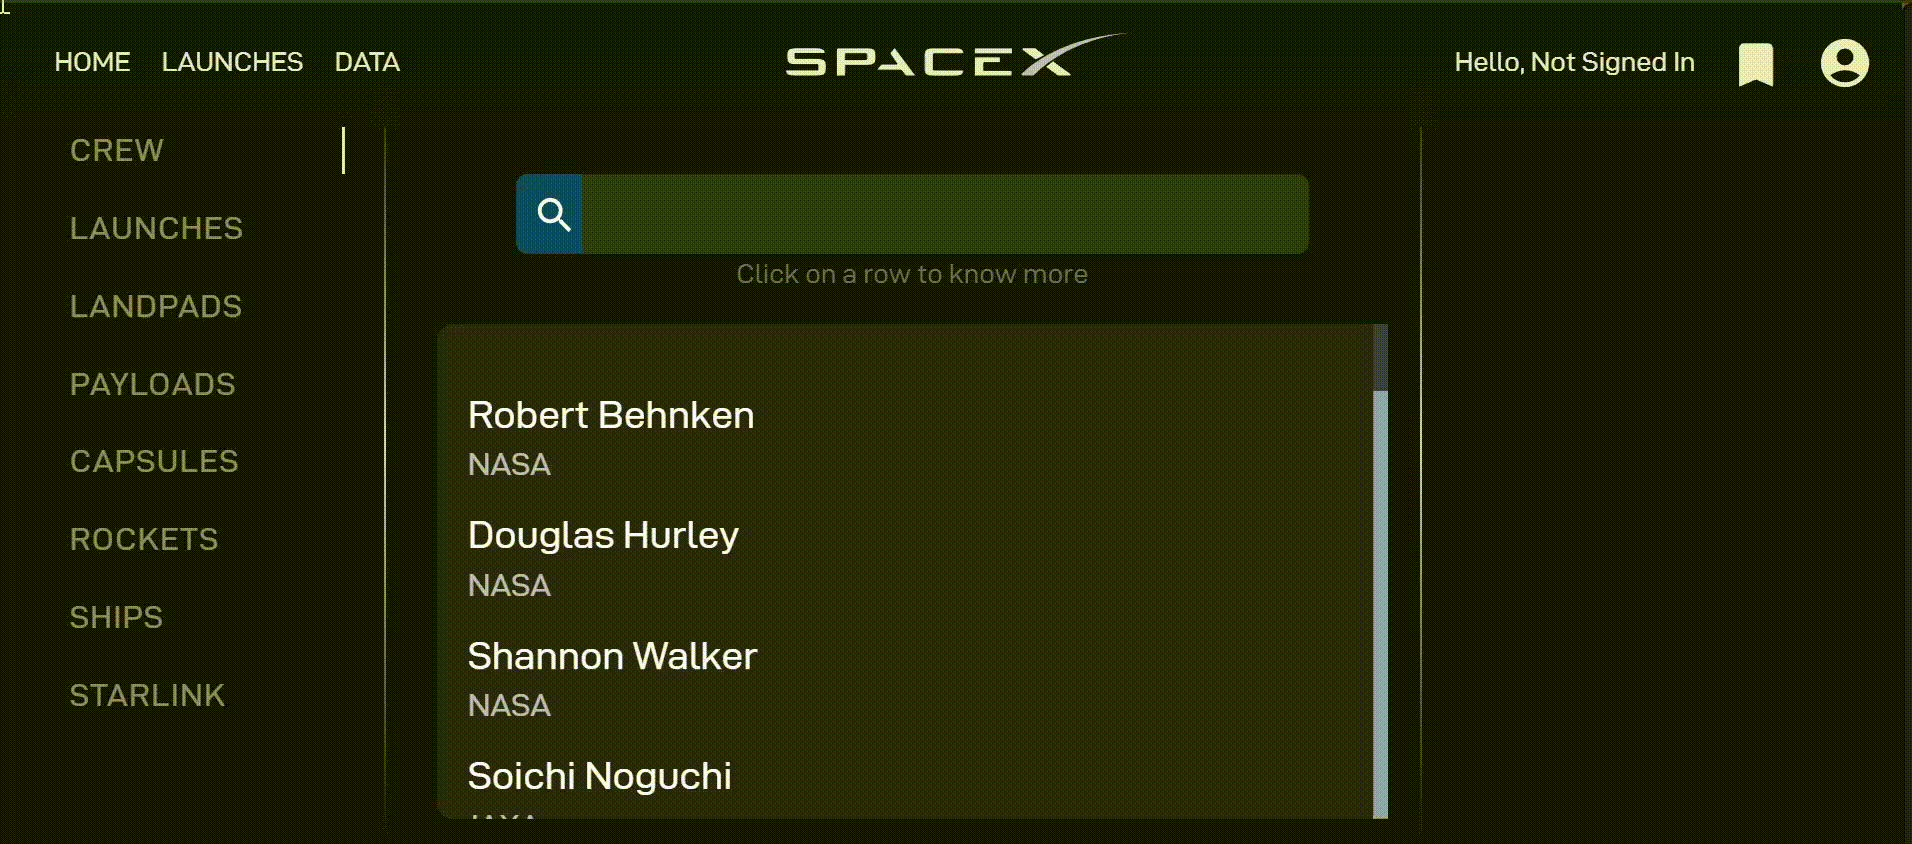 HOME LAUNCHES DATA
SPACEX
Hello, Not Signed In
CREW
LAUNCHES
LANDPADS
PAYLOADS
CAPSULES
ROCKETS
SHIPS
STARLINK
Click on a row to know more
Robert Behnken
NASA
Douglas Hurley
NASA
Shannon Walker
NASA
Soichi Noguchi
JAXA